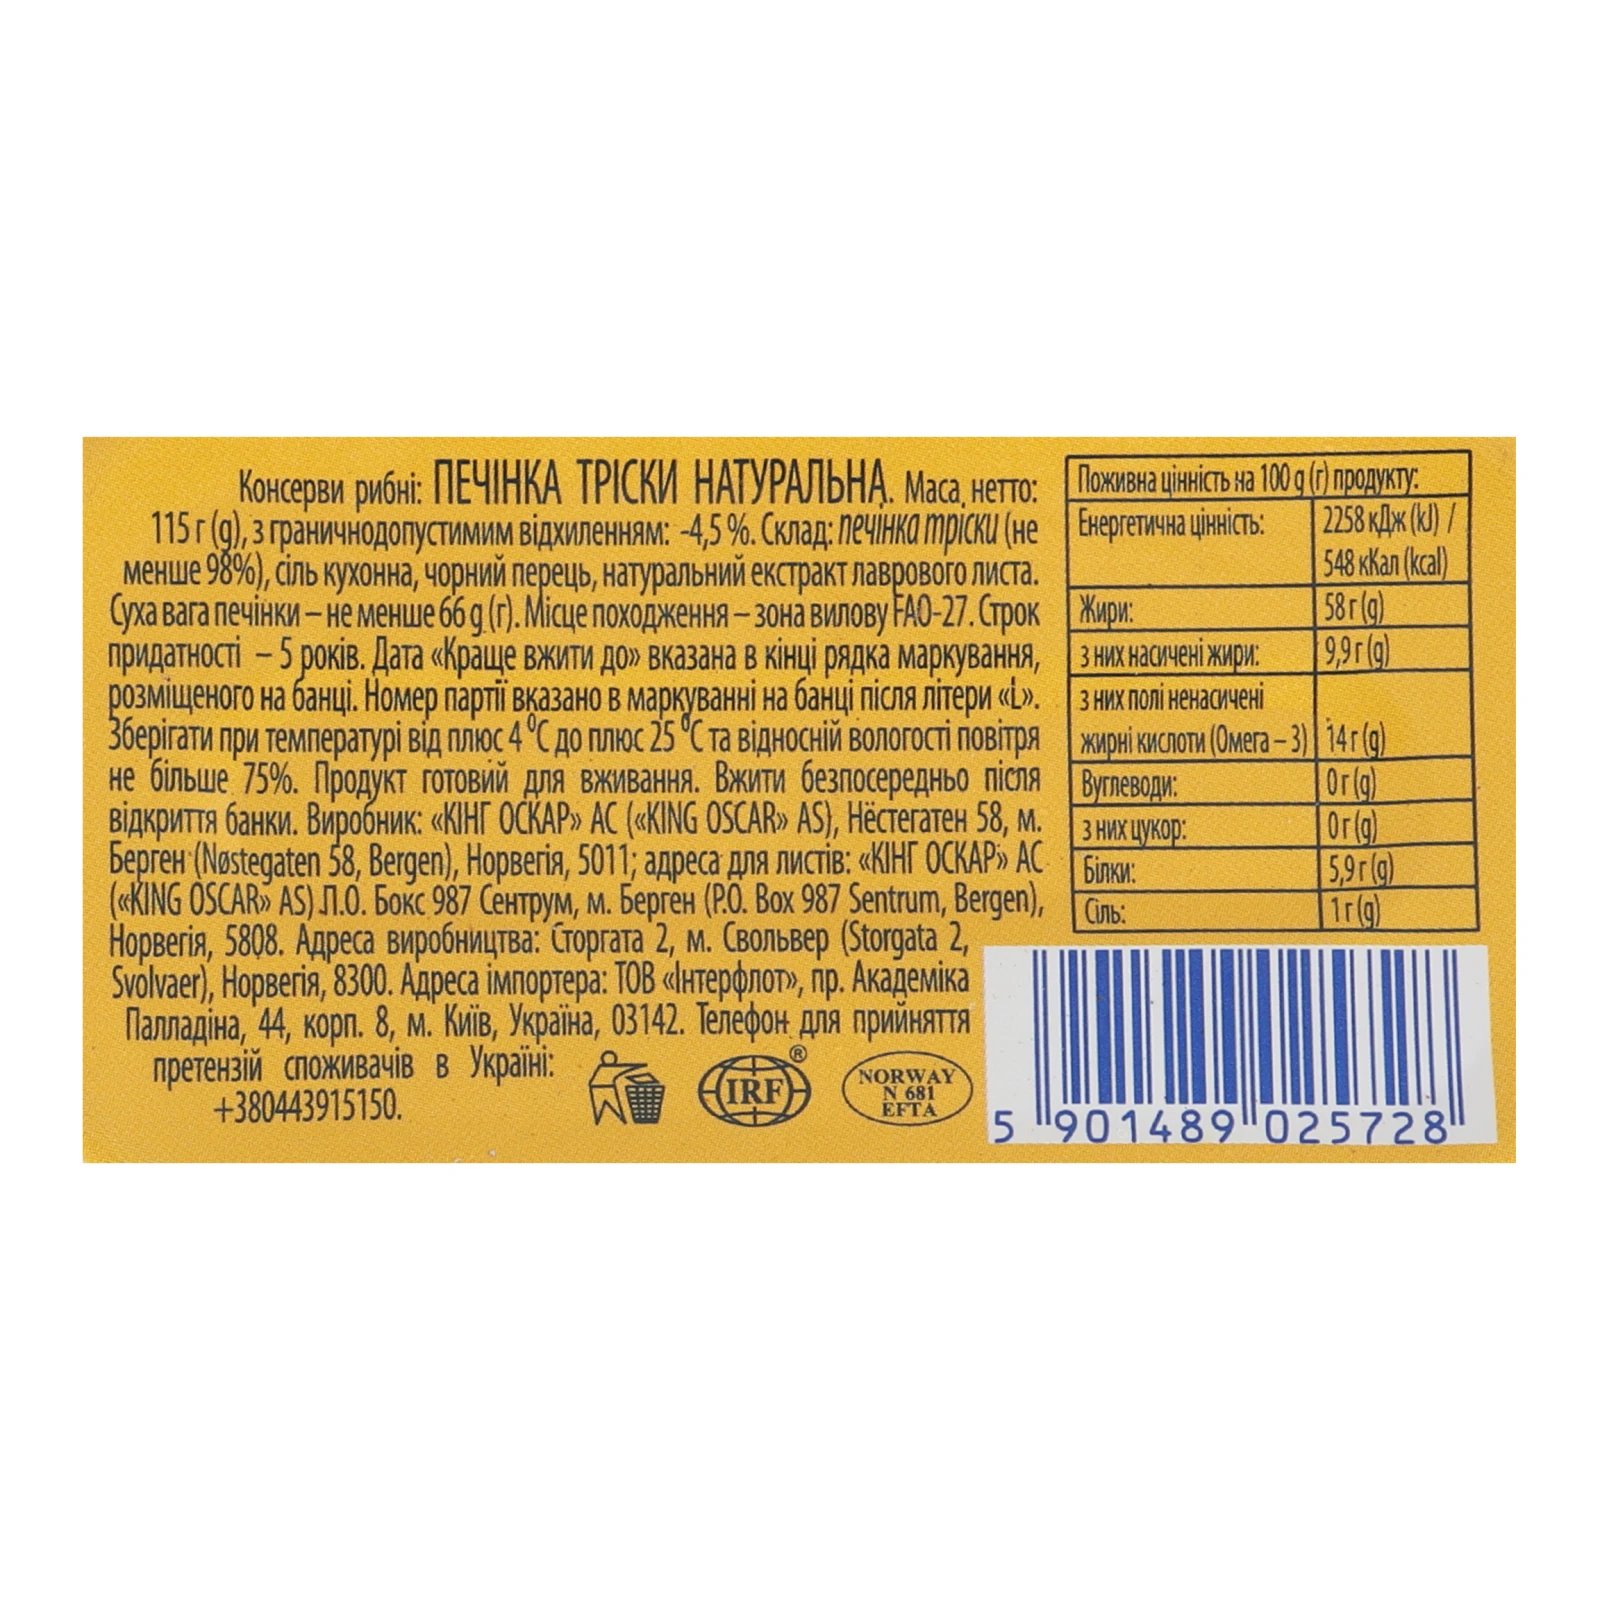 Консерви рибні: ПЕЧІНКА ТРІСКИ НАТУРАЛЬНА. Маса нетто:
115 г (g), з граничнодопустимим відхиленням: -4,5 %. Склад: печінка тріски (не
менше 98%), сіль кухонна, чорний перець, натуральний екстракт лаврового листа.
Суха вага печінки – не менше 66 g (г). Місце походження – зона вилову FAO-27. Строк
придатності – 5 років. Дата «Краще вжити до» вказана в кінці рядка маркування,
розміщеного на банці. Номер партії вказано в маркуванні на банці після літери «L».
Зберігати при температурі від плюс 4 °C до плюс 25 °C та відносній вологості повітря
не більше 75%. Продукт готовий для вживання. Вжити безпосередньо після
відкриття банки. Виробник: «КІНГ ОСКАР» АС («KING OSCAR» AS), Нёстегатен 58, м.
Берген (Nøstegaten 58, Bergen), Норвегія, 5011; адреса для листів: «КІНГ ОСКАР» АС
(«KING OSCAR» AS) Л.О. Бокс 987 Сентрум, м. Берген (P.O. Box 987 Sentrum, Bergen),
Норвегія, 5808. Адреса виробництва: Сторгата 2, м. Свольвер (Storgata 2,
Svolvaer), Норвегія, 8300. Адреса імпортера: ТОВ «Інтерфлот», пр. Академіка
Палладіна, 44, корп. 8, м. Київ, Україна, 03142. Телефон для прийняття
претензій споживачів в Україні:
+380443915150.
IRF ®
NORWAY
N 681
EFTA
Поживна цінність на 100 g (г) продукту:
Енергетична цінність: 2258 кДж (kJ) /
548 кКал (kcal)
Жири: 58 г (g)
з них насичені жири: 9,9 г (g)
з них полі ненасичені
жирні кислоти (Омега – 3) 14 г (g)
Вуглеводи: 0 г (g)
з них цукор: 0 г (g)
Білки: 5,9 г (g)
Сіль: 1 г (g)
5 901489 025728